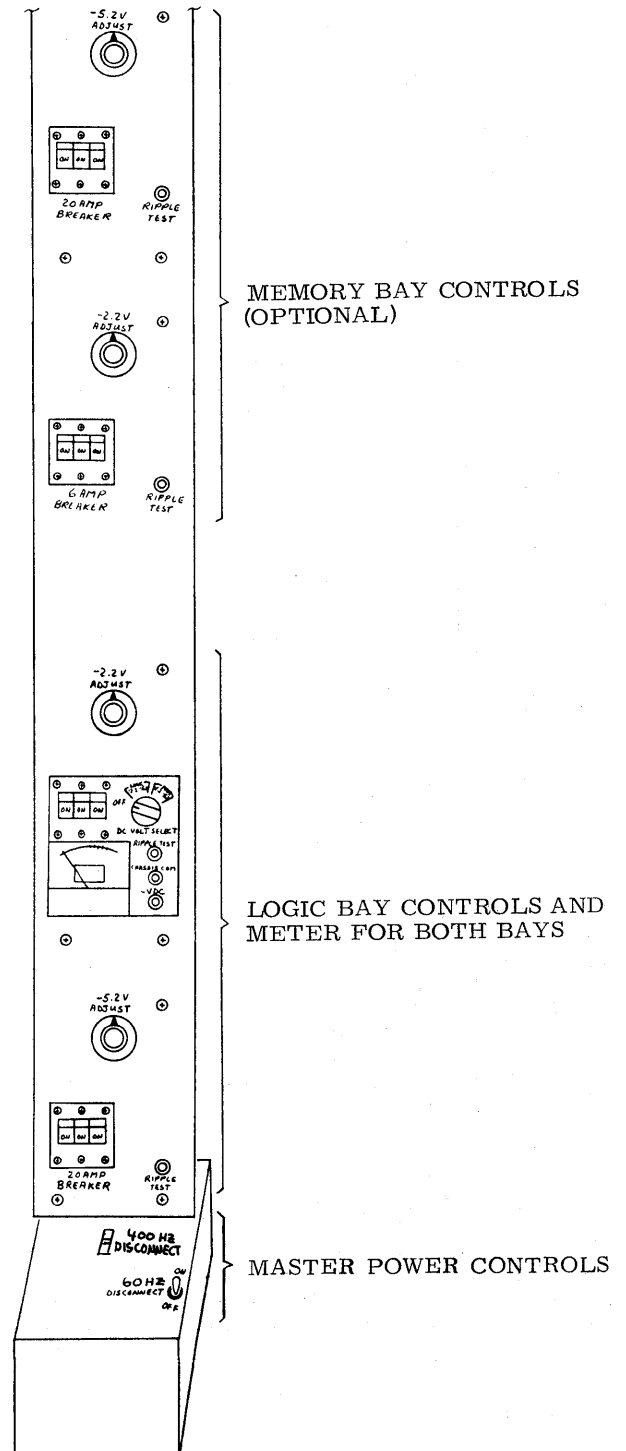 -5.2V
ADJUST
ON ON ON
20 AMP
BREAKER
RIPPLE
TEST
MEMORY BAY CONTROLS
(OPTIONAL)
-2.2V
ADJUST
ON ON ON
6 AMP
BREAKER
RIPPLE
TEST
-2.2V
ADJUST
ON ON ON
OFF
DC VOLT SELECT
RIPPLE TEST
CHASSIS COM
-VDC
LOGIC BAY CONTROLS AND
METER FOR BOTH BAYS
-5.2V
ADJUST
ON ON ON
20 AMP
BREAKER
RIPPLE
TEST
400 HZ
DISCONNECT
ON
60 HZ
DISCONNECT
OFF
MASTER POWER CONTROLS